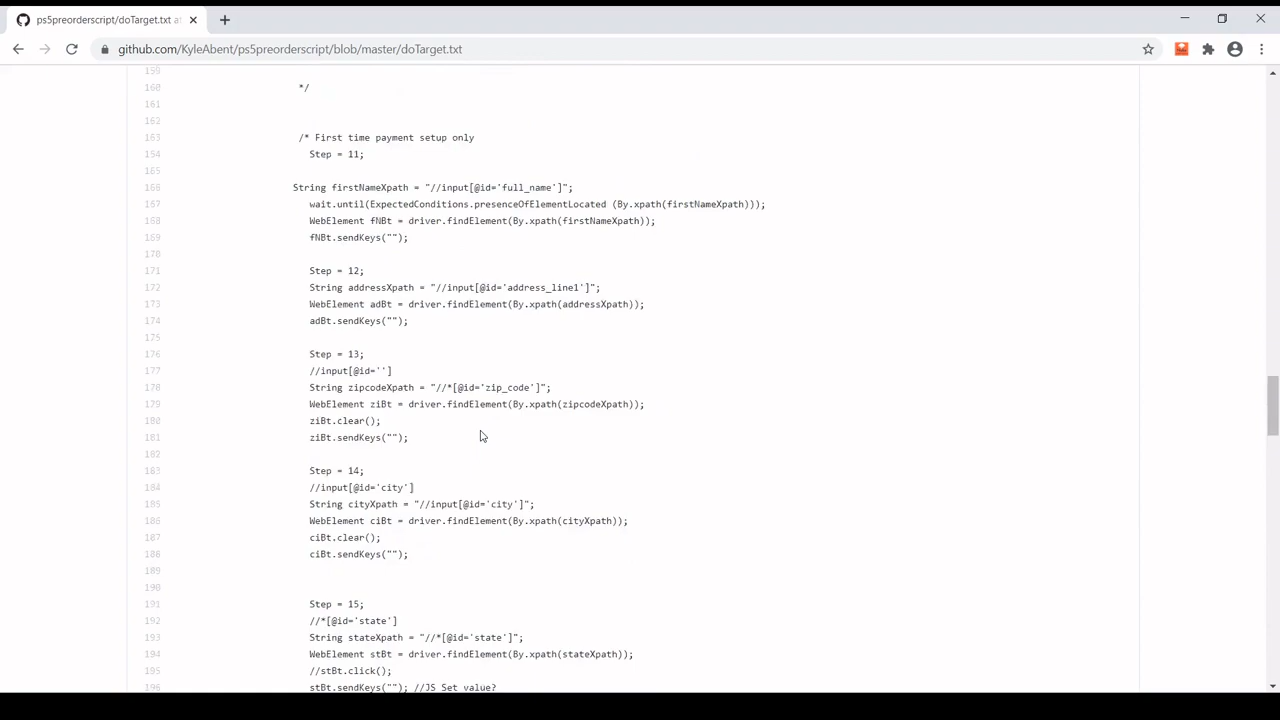 ps5preorderscript/doTarget.txt a
github.com/KyleAbent/ps5preorderscript/blob/master/doTarget.txt
159
160 */
161
162
163 /* First time payment setup only
164 Step = 11;
165
166 String firstNameXpath = "//input[@id='full_name']";
167 wait.until(ExpectedConditions.presenceOfElementLocated (By.xpath(firstNameXpath)));
168 WebElement fNBt = driver.findElement(By.xpath(firstNameXpath));
169 fNBt.sendKeys("");
170
171 Step = 12;
172 String addressXpath = "//input[@id='address_line1']";
173 WebElement adBt = driver.findElement(By.xpath(addressXpath));
174 adBt.sendKeys("");
175
176 Step = 13;
177 //input[@id='']
178 String zipcodeXpath = "//*[@id='zip_code']";
179 WebElement ziBt = driver.findElement(By.xpath(zipcodeXpath));
180 ziBt.clear();
181 ziBt.sendKeys("");
182
183 Step = 14;
184 //input[@id='city']
185 String cityXpath = "//input[@id='city']";
186 WebElement ciBt = driver.findElement(By.xpath(cityXpath));
187 ciBt.clear();
188 ciBt.sendKeys("");
189
190
191 Step = 15;
192 //*[@id='state']
193 String stateXpath = "//*[@id='state']";
194 WebElement stBt = driver.findElement(By.xpath(stateXpath));
195 //stBt.click();
196 stBt.sendKeys(""); //JS Set value?